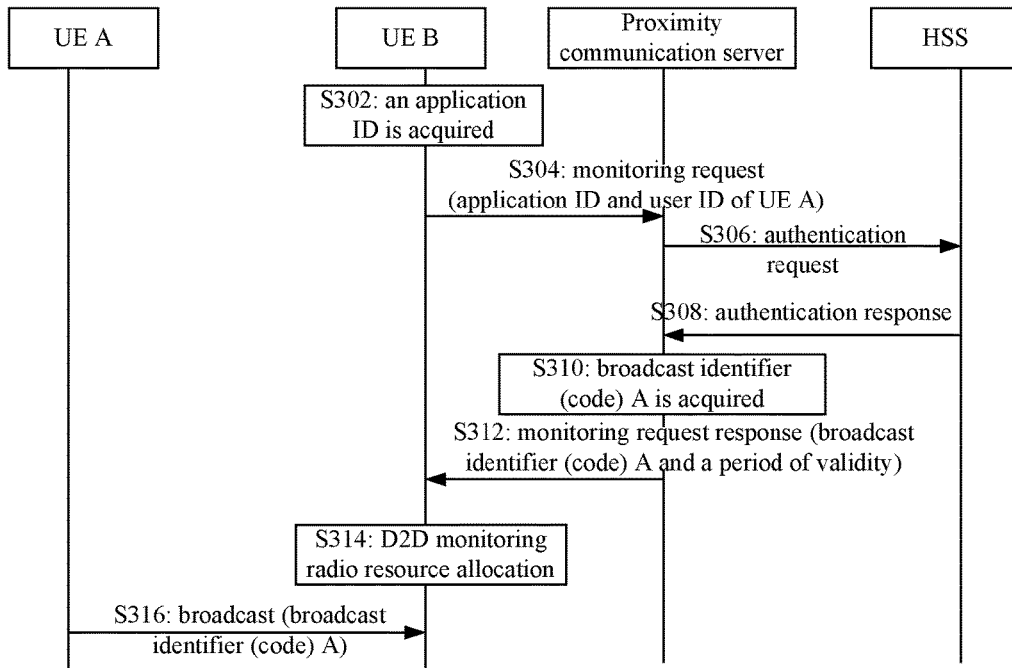 UE A
UE B
Proximity
communication server
HSS
S302: an application
ID is acquired
S304: monitoring request
(application ID and user ID of UE A)
S306: authentication
request
S308: authentication response
S310: broadcast identifier
(code) A is acquired
S312: monitoring request response (broadcast
identifier (code) A and a period of validity)
S314: D2D monitoring
radio resource allocation
S316: broadcast (broadcast
identifier (code) A)